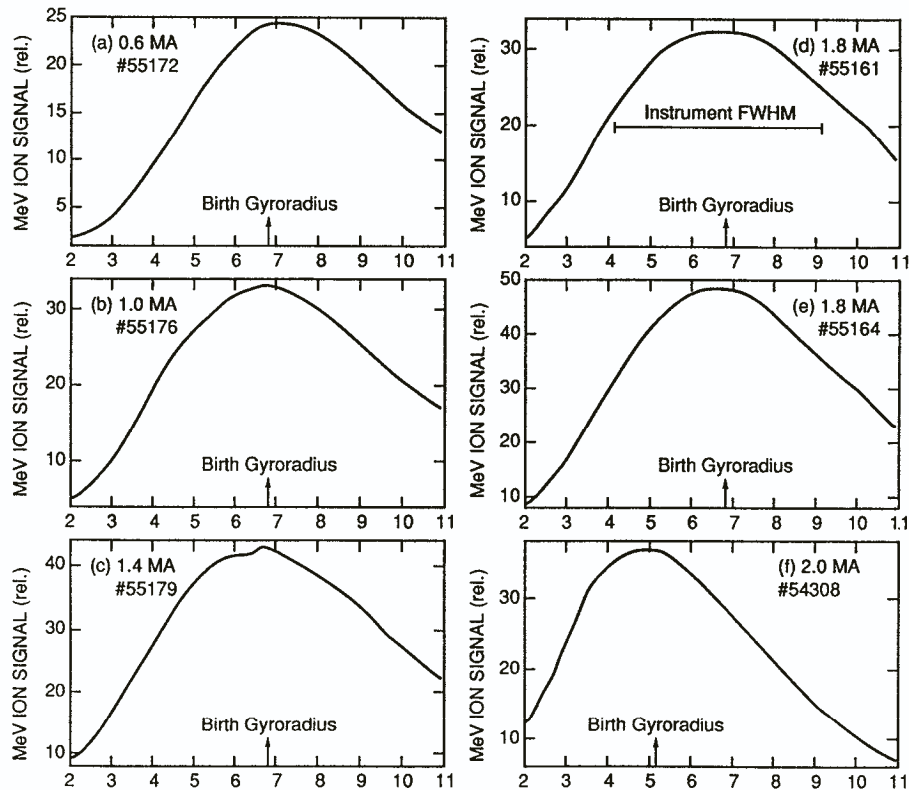 MeV ION SIGNAL (rel.)
25
20
15
10
5
(a) 0.6 MA
#55172
Birth Gyroradius
2 3 4 5 6 7 8 9 10 11
MeV ION SIGNAL (rel.)
30
20
10
(d) 1.8 MA
#55161
Instrument FWHM
Birth Gyroradius
2 3 4 5 6 7 8 9 10 11
MeV ION SIGNAL (rel.)
30
20
10
(b) 1.0 MA
#55176
Birth Gyroradius
2 3 4 5 6 7 8 9 10 11
MeV ION SIGNAL (rel.)
50
40
30
20
10
(e) 1.8 MA
#55164
Birth Gyroradius
2 3 4 5 6 7 8 9 10 11
MeV ION SIGNAL (rel.)
40
30
20
10
(c) 1.4 MA
#55179
Birth Gyroradius
2 3 4 5 6 7 8 9 10 11
MeV ION SIGNAL (rel.)
30
20
10
(f) 2.0 MA
#54308
Birth Gyroradius
2 3 4 5 6 7 8 9 10 11